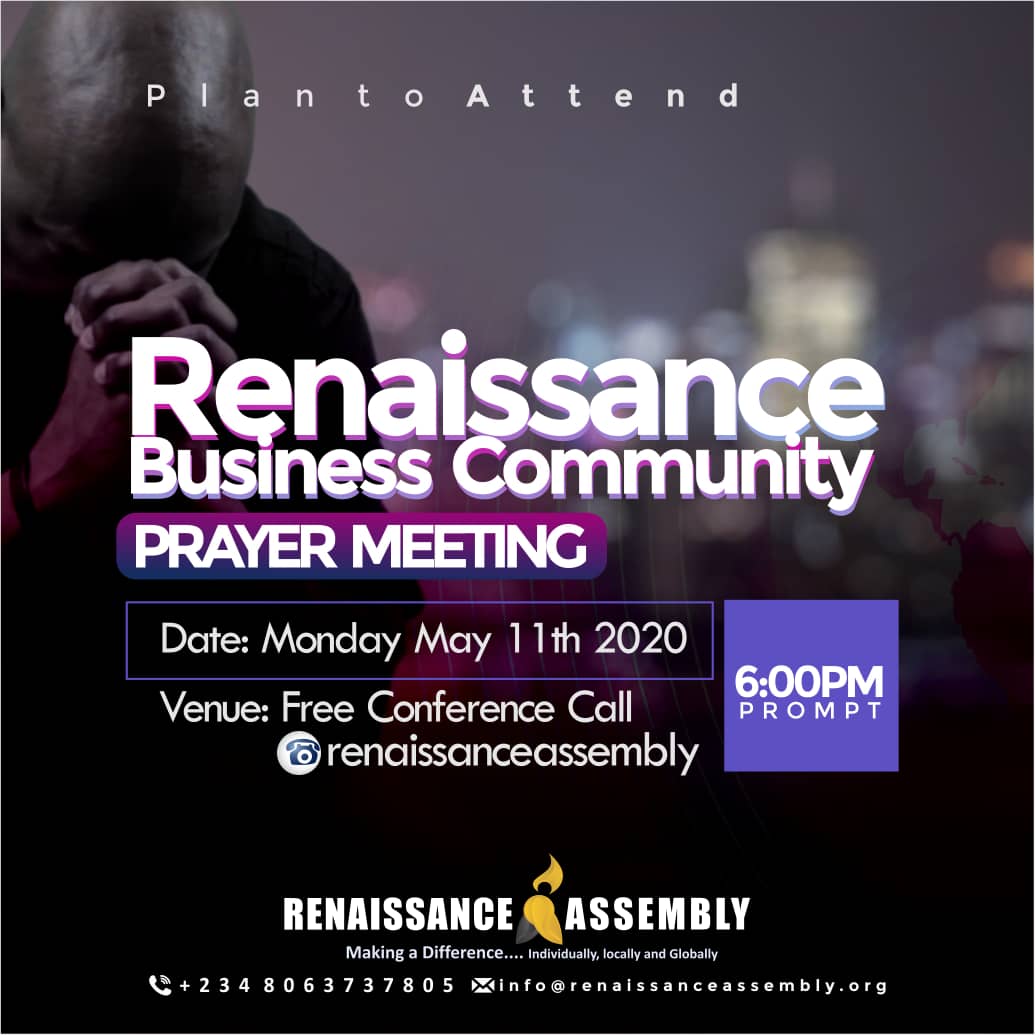 Plan to Attend
Renaissance
Business Community
PRAYER MEETING
Date: Monday May 11th 2020
6:00PM
PROMPT
Venue: Free Conference Call
renaissanceassembly
RENAISSANCE ASSEMBLY
Making a Difference.... Individually, locally and Globally
+234 8063737805 info@renaissanceassembly.org